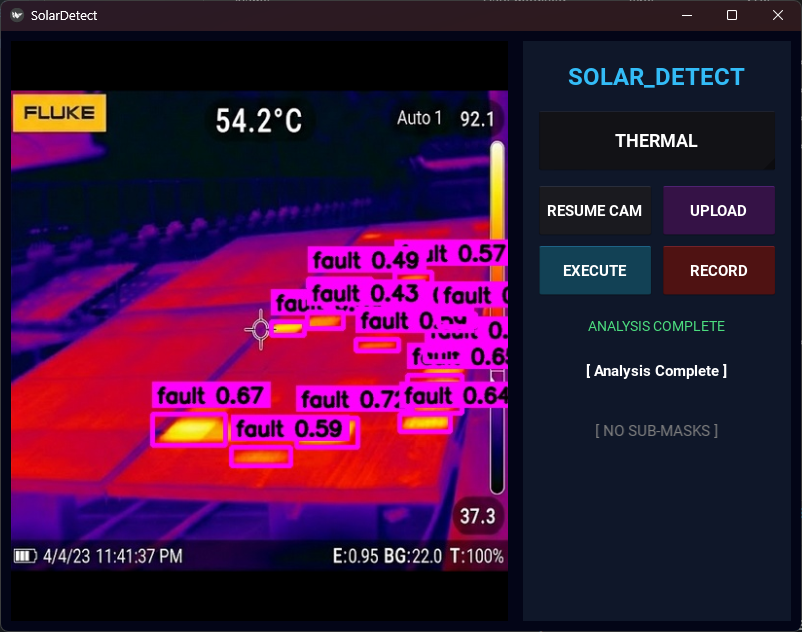 SolarDetect
SOLAR_DETECT
THERMAL
RESUME CAM
UPLOAD
EXECUTE
RECORD
ANALYSIS COMPLETE
[ Analysis Complete ]
[ NO SUB-MASKS ]
FLUKE
54.2°C
Auto 1 92.1
fault 0.49
0.57
fault 0.43
fault
fault 0.67
fault 0.72
fault 0.64
fault 0.59
37.3
4/4/23 11:41:37 PM
E:0.95 BG:22.0 T:100%